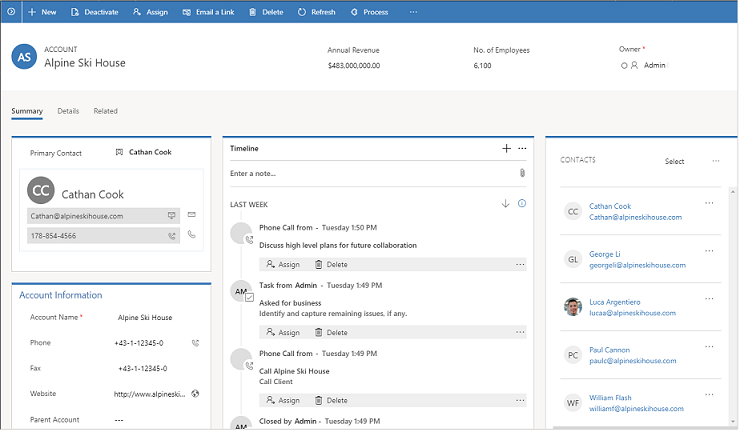 New Deactivate Assign Email a Link Delete Refresh Process ...
AS
ACCOUNT
Alpine Ski House
Annual Revenue
$483,000,000.00
No. of Employees
6,100
Owner *
Admin
Summary Details Related
Primary Contact Cathan Cook
CC
Cathan Cook
Cathan@alpineskihouse.com
178-854-4566
Account Information
Account Name * Alpine Ski House
Phone +43-1-12345-0
Fax +43-1-12345-0
Website http://www.alpineski...
Parent Account ---
Timeline
Enter a note...
LAST WEEK
Phone Call from - Tuesday 1:50 PM
Discuss high level plans for future collaboration
Assign Delete ...
AM
Task from Admin - Tuesday 1:49 PM
Asked for business
Identify and capture remaining issues, if any.
Assign Delete ...
Phone Call from - Tuesday 1:49 PM
Call Alpine Ski House
Call Client
Assign Delete ...
AM
Closed by Admin - Tuesday 1:49 PM
CONTACTS Select ...
CC
Cathan Cook
Cathan@alpineskihouse.com
GL
George Li
georgeli@alpineskihouse.com
Luca Argentiero
lucaa@alpineskihouse.com
PC
Paul Cannon
paulc@alpineskihouse.com
WF
William Flash
williamf@alpineskihouse.com